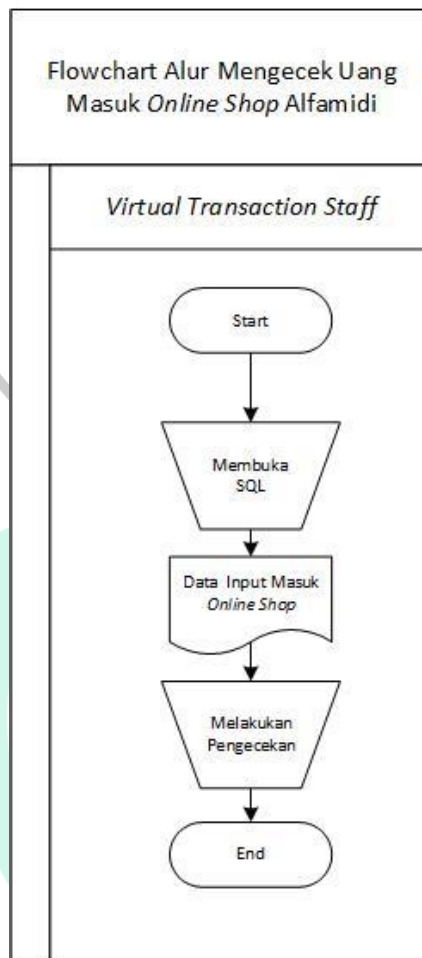 Flowchart Alur Mengecek Uang
Masuk Online Shop Alfamidi
Virtual Transaction Staff
Start
Membuka
SQL
Data Input Masuk
Online Shop
Melakukan
Pengecekan
End